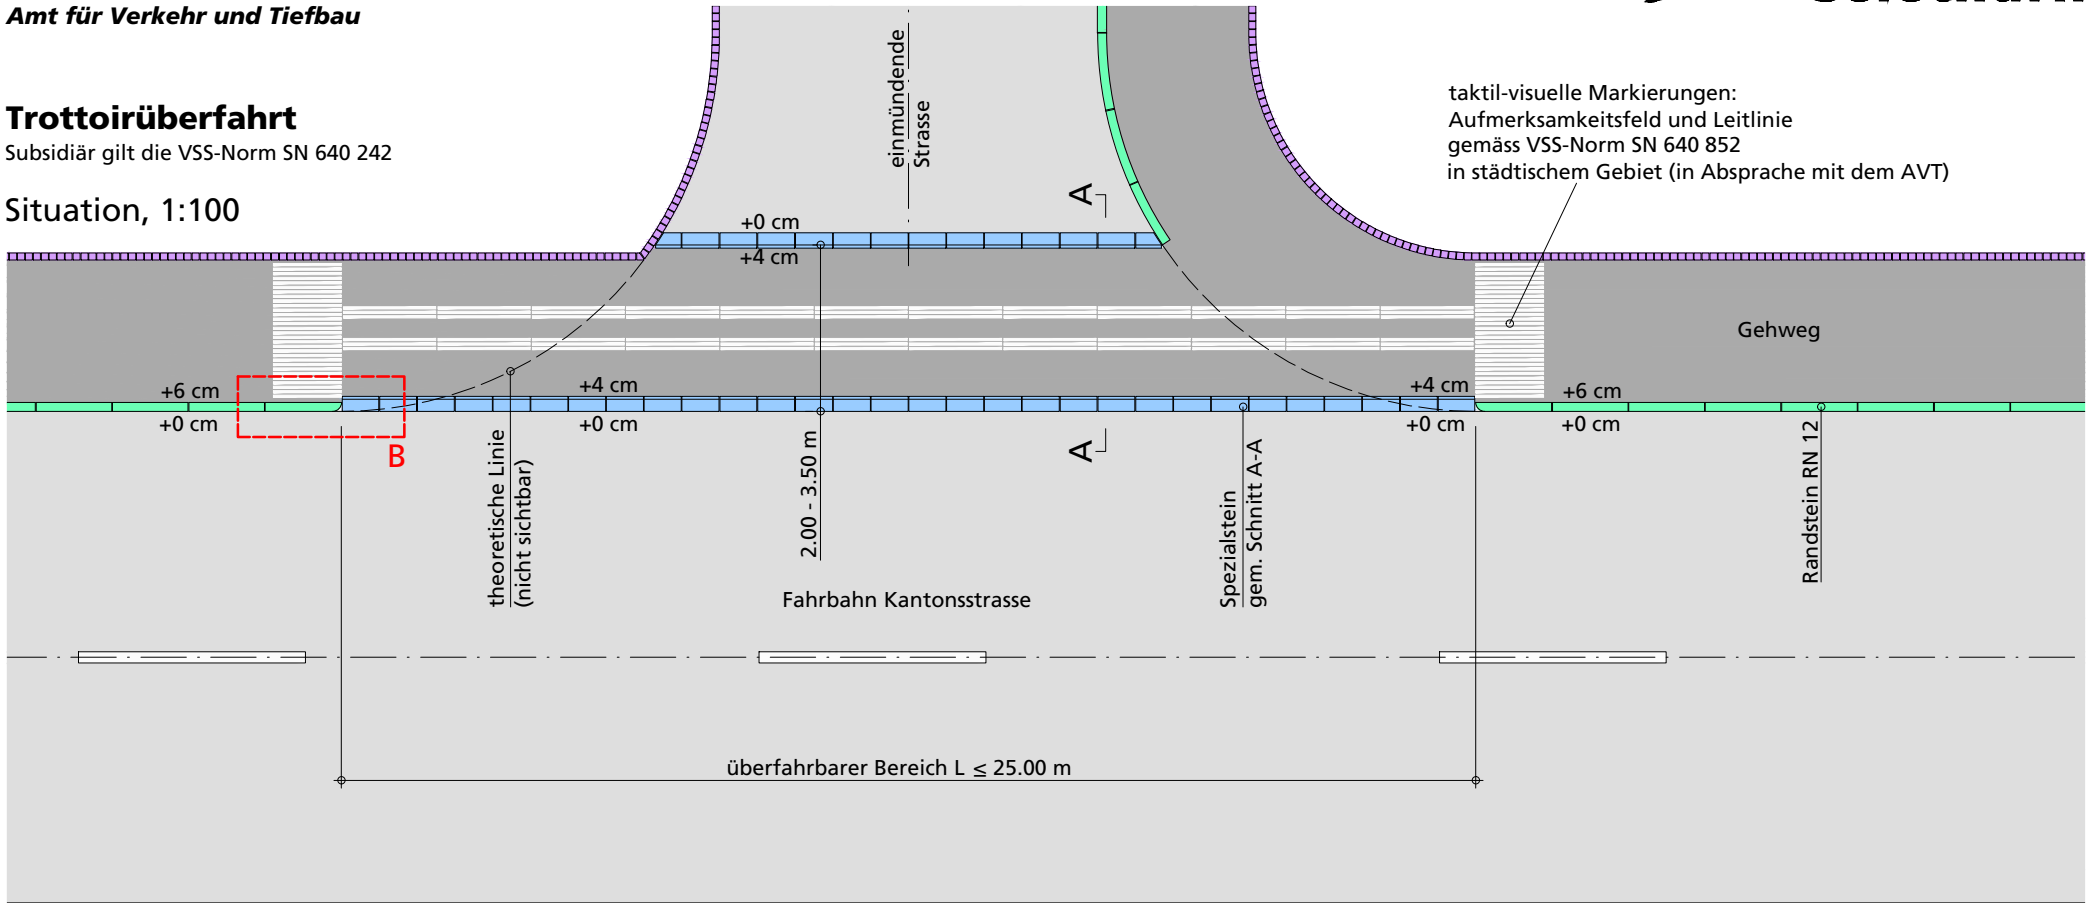 Amt für Verkehr und Tiefbau
Trottoirüberfahrt
Subsidiär gilt die VSS-Norm SN 640 242
Situation, 1:100
einmündende
Strasse
taktil-visuelle Markierungen:
Aufmerksamkeitsfeld und Leitlinie
gemäss VSS-Norm SN 640 852
in städtischem Gebiet (in Absprache mit dem AVT)
A
+0 cm
+4 cm
Gehweg
+6 cm
+4 cm
+4 cm
+6 cm
+0 cm
+0 cm
+0 cm
+0 cm
B
A
theoretische Linie
(nicht sichtbar)
2.00 - 3.50 m
Spezialstein
gem. Schnitt A-A
Randstein RN 12
Fahrbahn Kantonsstrasse
überfahrbarer Bereich L ≤ 25.00 m